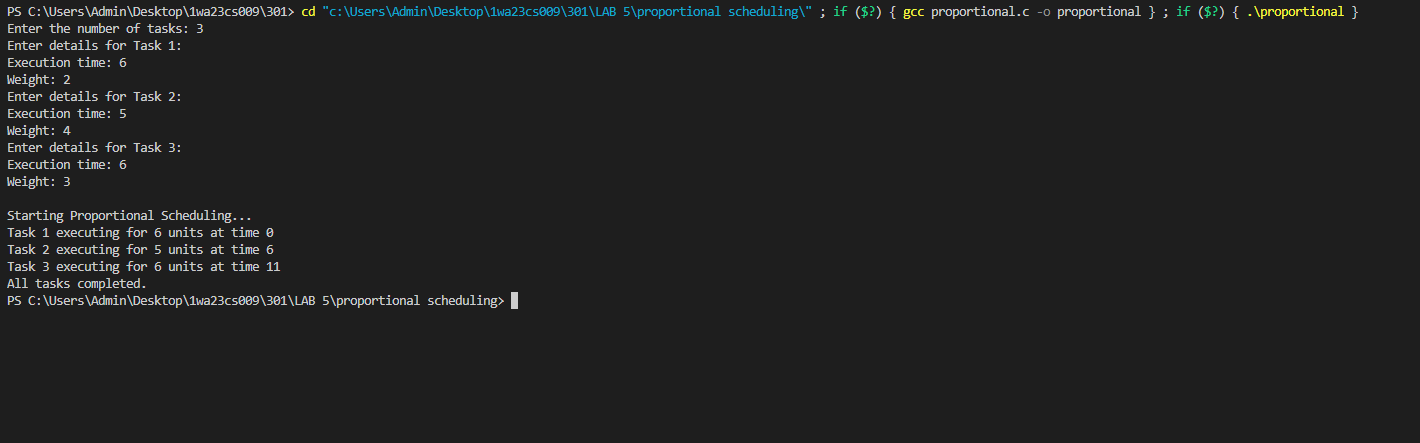 PS C:\Users\Admin\Desktop\1wa23cs009\301> cd "c:\Users\Admin\Desktop\1wa23cs009\301\LAB 5\proportional scheduling\" ; if ($?) { gcc proportional.c -o proportional } ; if ($?) { .\proportional }
Enter the number of tasks: 3
Enter details for Task 1:
Execution time: 6
Weight: 2
Enter details for Task 2:
Execution time: 5
Weight: 4
Enter details for Task 3:
Execution time: 6
Weight: 3

Starting Proportional Scheduling...
Task 1 executing for 6 units at time 0
Task 2 executing for 5 units at time 6
Task 3 executing for 6 units at time 11
All tasks completed.
PS C:\Users\Admin\Desktop\1wa23cs009\301\LAB 5\proportional scheduling>